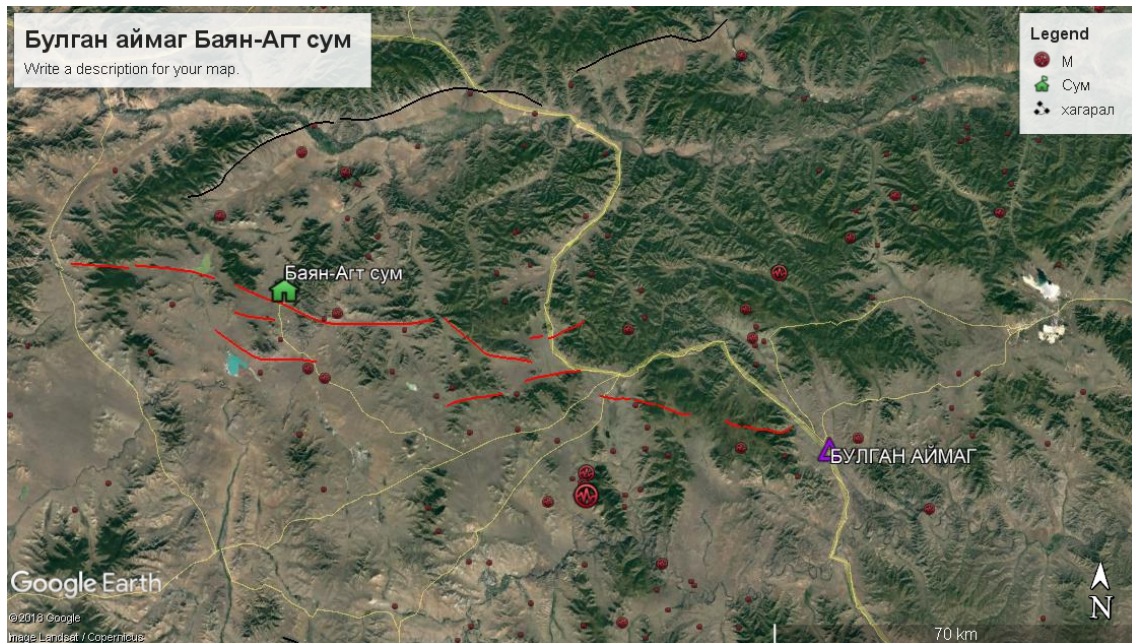 Булган аймаг Баян-Агт сум
Write a description for your map.
Legend
М
Сум
хагарал
Баян-Агт сум
БУЛГАН АЙМАГ
Google Earth
©2018 Google
Image Landsat / Copernicus
N
70 km